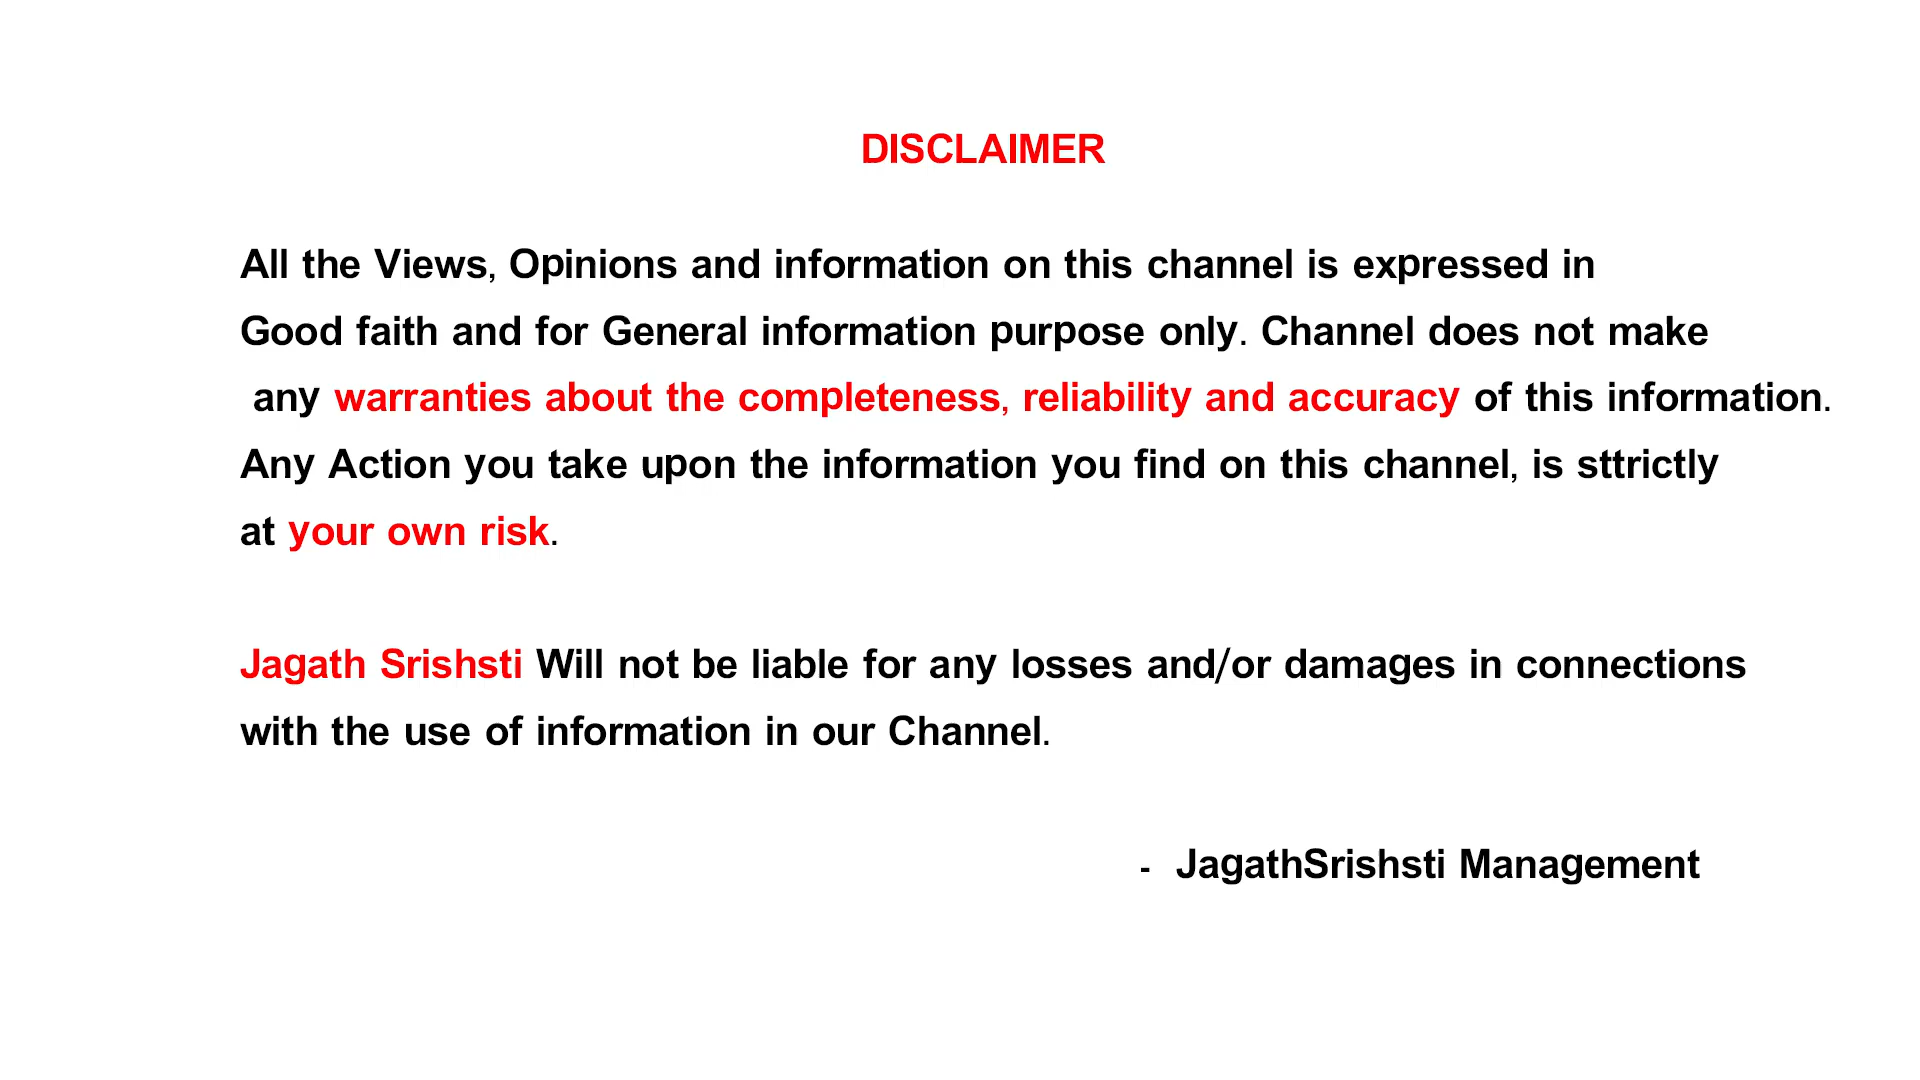 DISCLAIMER
All the Views, Opinions and information on this channel is expressed in
Good faith and for General information purpose only. Channel does not make
any warranties about the completeness, reliability and accuracy of this information.
Any Action you take upon the information you find on this channel, is sttrictly
at your own risk.
Jagath Srishsti Will not be liable for any losses and/or damages in connections
with the use of information in our Channel.
- JagathSrishsti Management